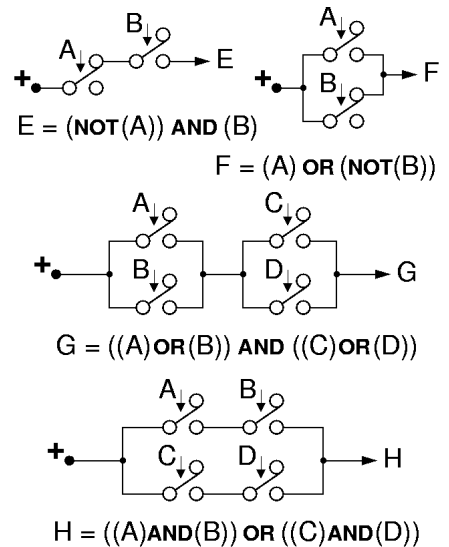 A B
+ E
E = (NOT(A)) AND (B)
A
+ B F
F = (A) OR (NOT(B))
A C
+ B D G
G = ((A)OR(B)) AND ((C)OR(D))
A B
+ C D H
H = ((A)AND(B)) OR ((C)AND(D))